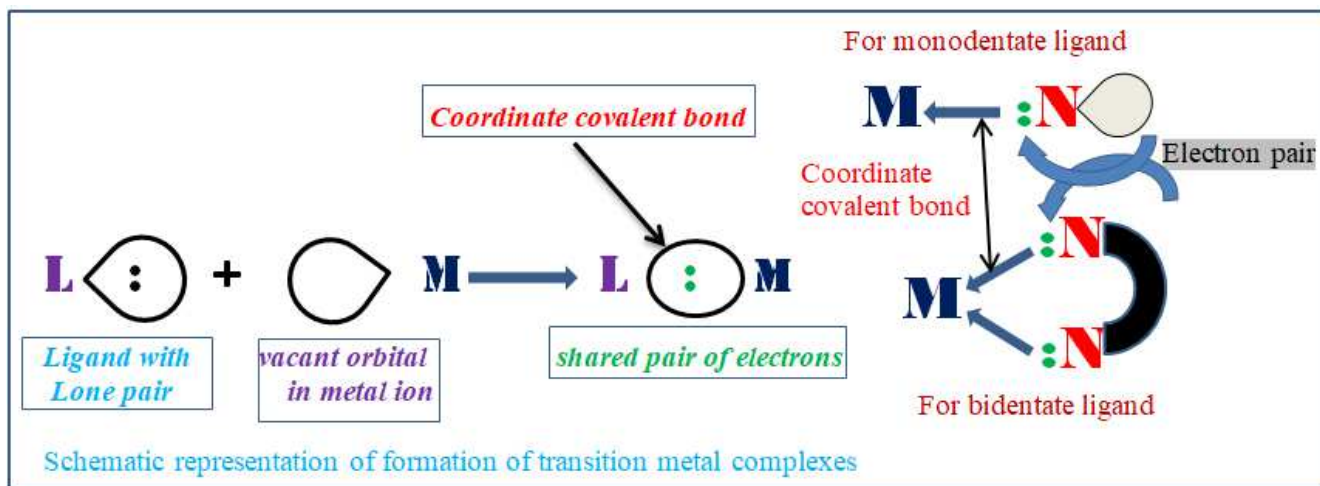 For monodentate ligand
M :N
Coordinate covalent bond
Electron pair
Coordinate
covalent bond
:N
L : + M L : M
M
:N
Ligand with
Lone pair
vacant orbital
in metal ion
shared pair of electrons
For bidentate ligand
Schematic representation of formation of transition metal complexes